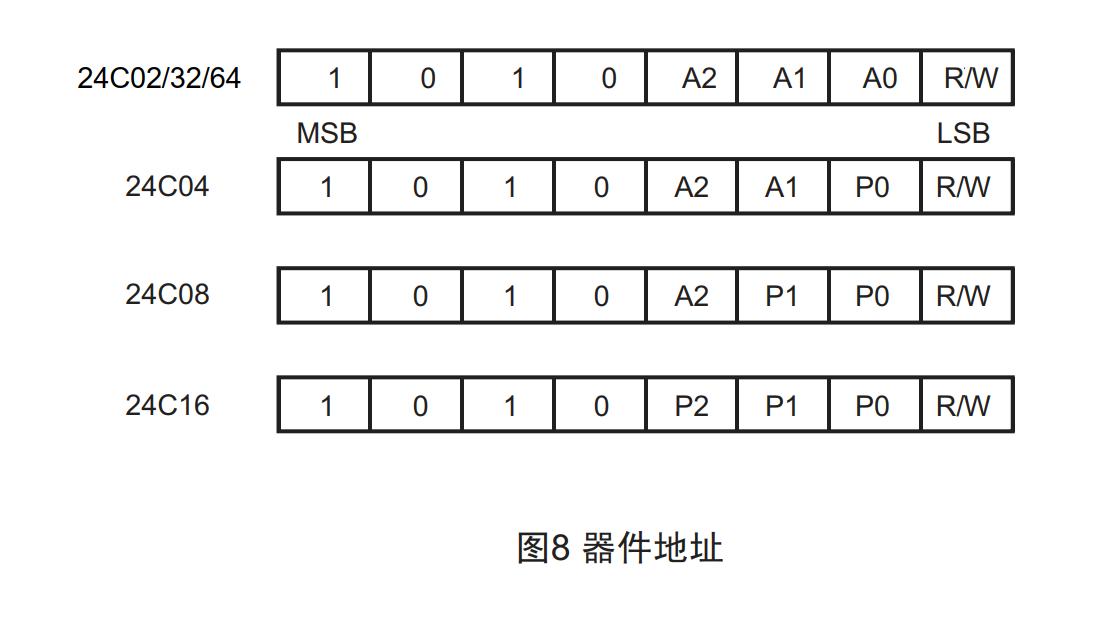 24C02/32/64 1 0 1 0 A2 A1 A0 R/W
MSB LSB
24C04 1 0 1 0 A2 A1 P0 R/W
24C08 1 0 1 0 A2 P1 P0 R/W
24C16 1 0 1 0 P2 P1 P0 R/W
图8 器件地址